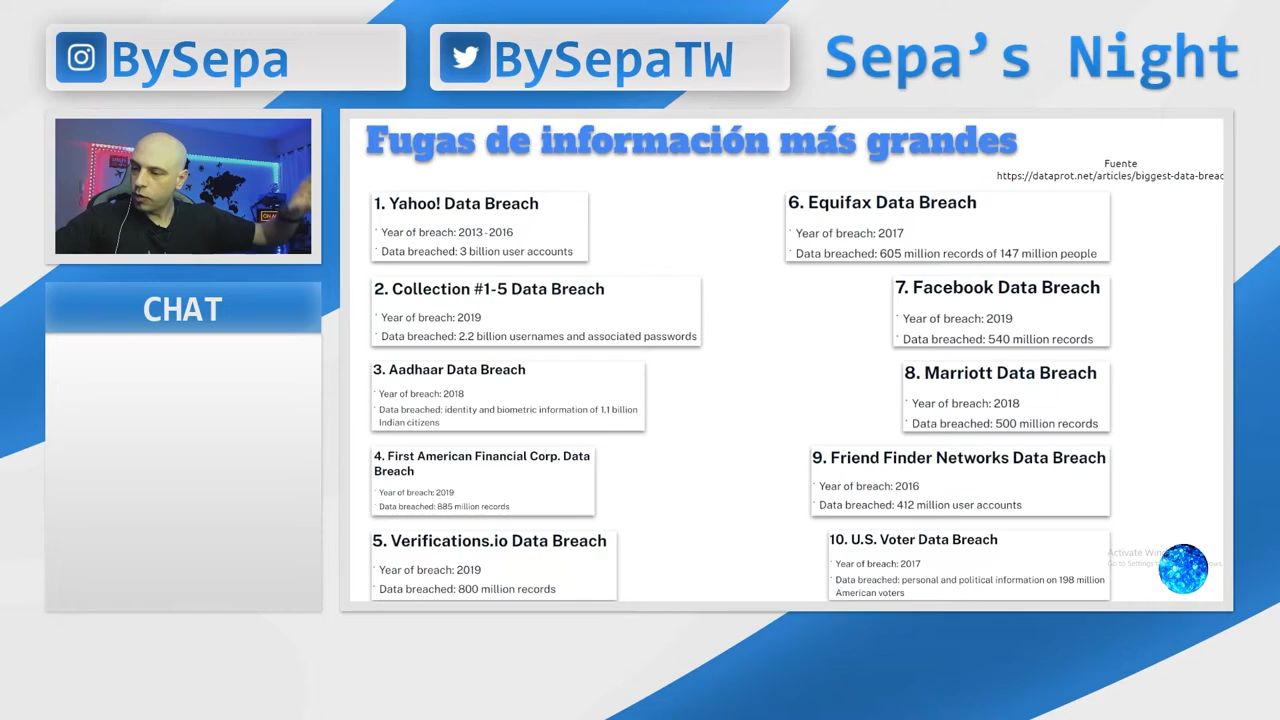 BySepa
BySepaTW
Sepa's Night
CHAT
Fugas de información más grandes
Fuente
https://dataprot.net/articles/biggest-data-breac
1. Yahoo! Data Breach
Year of breach: 2013-2016
Data breached: 3 billion user accounts
2. Collection #1-5 Data Breach
Year of breach: 2019
Data breached: 2.2 billion usernames and associated passwords
3. Aadhaar Data Breach
Year of breach: 2018
Data breached: identity and biometric information of 1.1 billion
Indian citizens
4. First American Financial Corp. Data
Breach
Year of breach: 2019
Data breached: 885 million records
5. Verifications.io Data Breach
Year of breach: 2019
Data breached: 800 million records
6. Equifax Data Breach
Year of breach: 2017
Data breached: 605 million records of 147 million people
7. Facebook Data Breach
Year of breach: 2019
Data breached: 540 million records
8. Marriott Data Breach
Year of breach: 2018
Data breached: 500 million records
9. Friend Finder Networks Data Breach
Year of breach: 2016
Data breached: 412 million user accounts
10. U.S. Voter Data Breach
Year of breach: 2017
Data breached: personal and political information on 198 million
American voters
Activate
Go to Settings